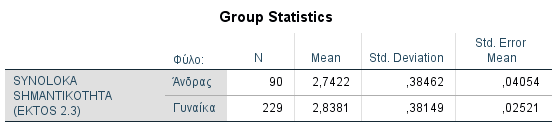 Group Statistics
Φύλο: N Mean Std. Deviation Std. Error Mean
SYNOLOKA SHMANTIKOTHTA (EKTOS 2.3) Άνδρας 90 2,7422 ,38462 ,04054
Γυναίκα 229 2,8381 ,38149 ,02521